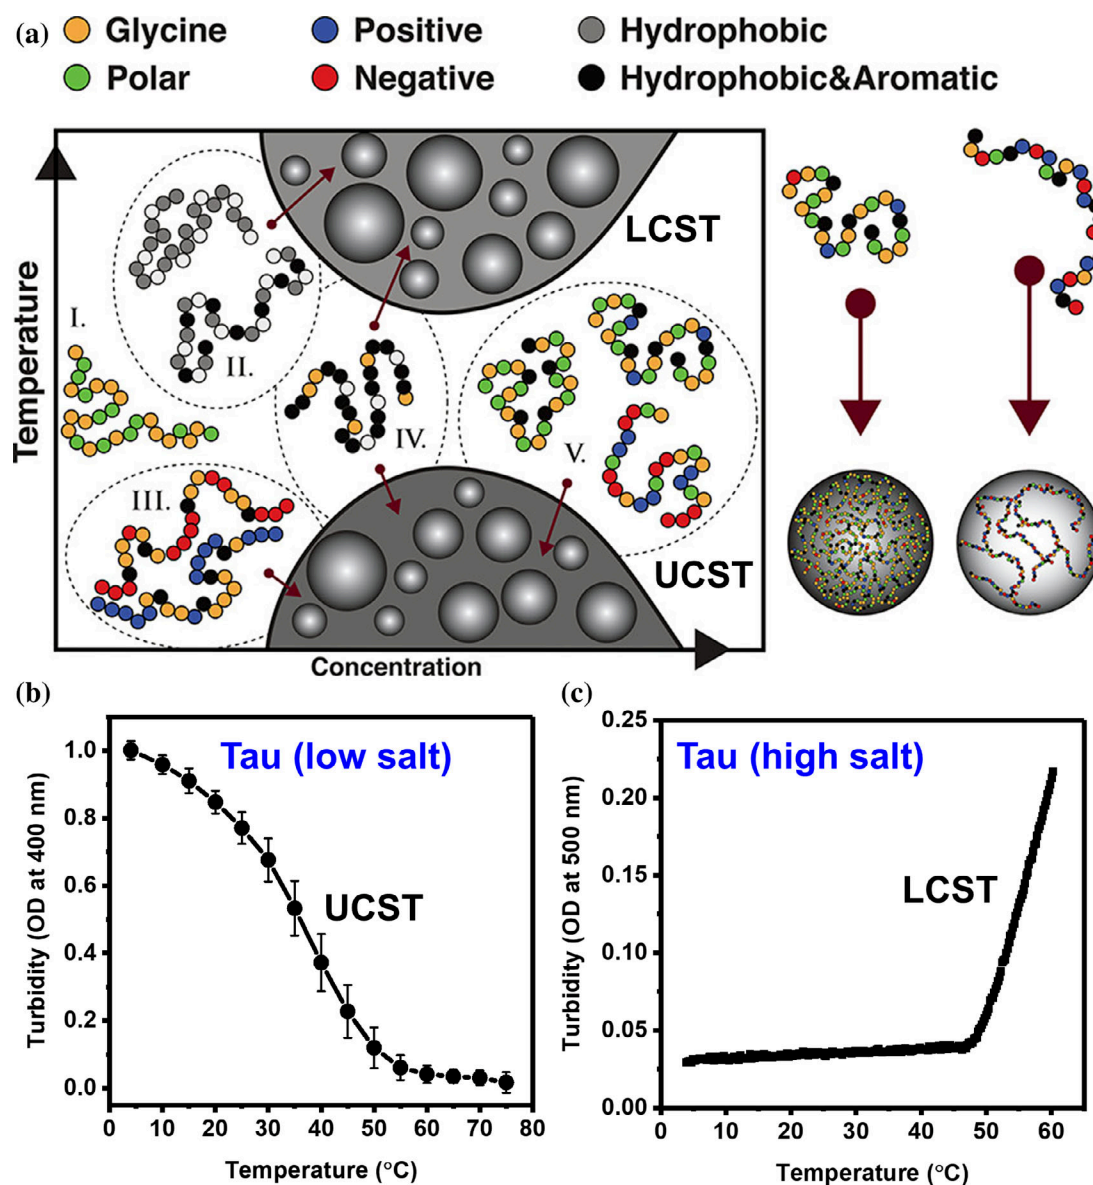 (a) Glycine Positive Hydrophobic
Polar Negative Hydrophobic&Aromatic
Temperature
LCST
I.
II.
IV.
V.
III.
UCST
Concentration
(b)
Tau (low salt)
UCST
Turbidity (OD at 400 nm)
1.0
0.8
0.6
0.4
0.2
0.0
0 10 20 30 40 50 60 70 80
Temperature (°C)
(c)
Tau (high salt)
LCST
Turbidity (OD at 500 nm)
0.25
0.20
0.15
0.10
0.05
0.00
0 10 20 30 40 50 60
Temperature (°C)